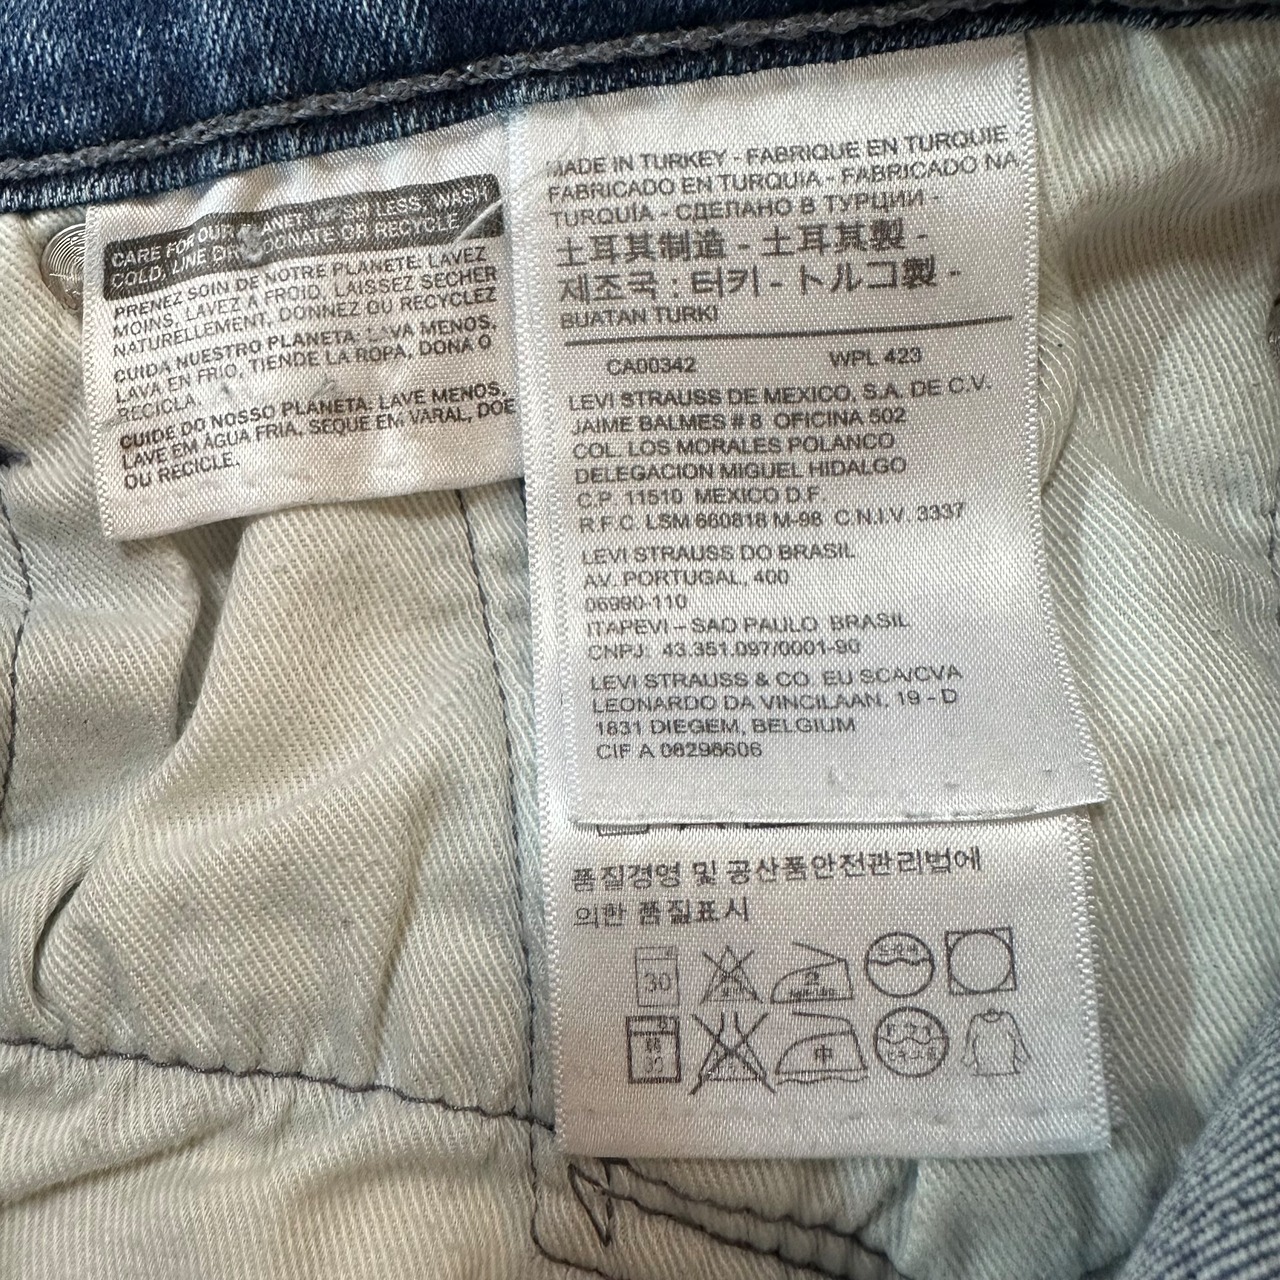 CARE FOR OUR PLANET: WASH LESS, WASH
COLD, LINE DRY, DONATE OR RECYCLE.
PRENEZ SOIN DE NOTRE PLANÈTE: LAVEZ
MOINS, LAVEZ À FROID, LAISSEZ SÉCHER
NATURELLEMENT, DONNEZ OU RECYCLEZ
CUIDA NUESTRO PLANETA: LAVA MENOS,
LAVA EN FRIO, TIENDE LA ROPA, DONA O
RECICLA.
CUIDE DO NOSSO PLANETA: LAVE MENOS,
LAVE EM ÁGUA FRIA, SEQUE EM VARAL, DOE
OU RECICLE.
MADE IN TURKEY - FABRIQUE EN TURQUIE
FABRICADO EN TURQUIA - FABRICADO NA
TURQUÍA - СДЕЛАНО В ТУРЦИИ -
土耳其制造 - 土耳其製 -
제조국 : 터키 - トルコ製 -
BUATAN TURKI
CA00342 WPL 423
LEVI STRAUSS DE MEXICO, S.A. DE C.V.
JAIME BALMES # 8 OFICINA 502
COL. LOS MORALES POLANCO
DELEGACION MIGUEL HIDALGO
C.P. 11510 MEXICO D.F.
R.F.C. LSM 660818 M-98 C.N.I.V. 3337
LEVI STRAUSS DO BRASIL
AV. PORTUGAL, 400
06990-110
ITAPEVI – SAO PAULO BRASIL
CNPJ: 43.351.097/0001-90
LEVI STRAUSS & CO. EU SCA/CVA
LEONARDO DA VINCILAAN, 19 - D
1831 DIEGEM, BELGIUM
CIF A 08298606
품질경영 및 공산품안전관리법에
의한 품질표시
30
中